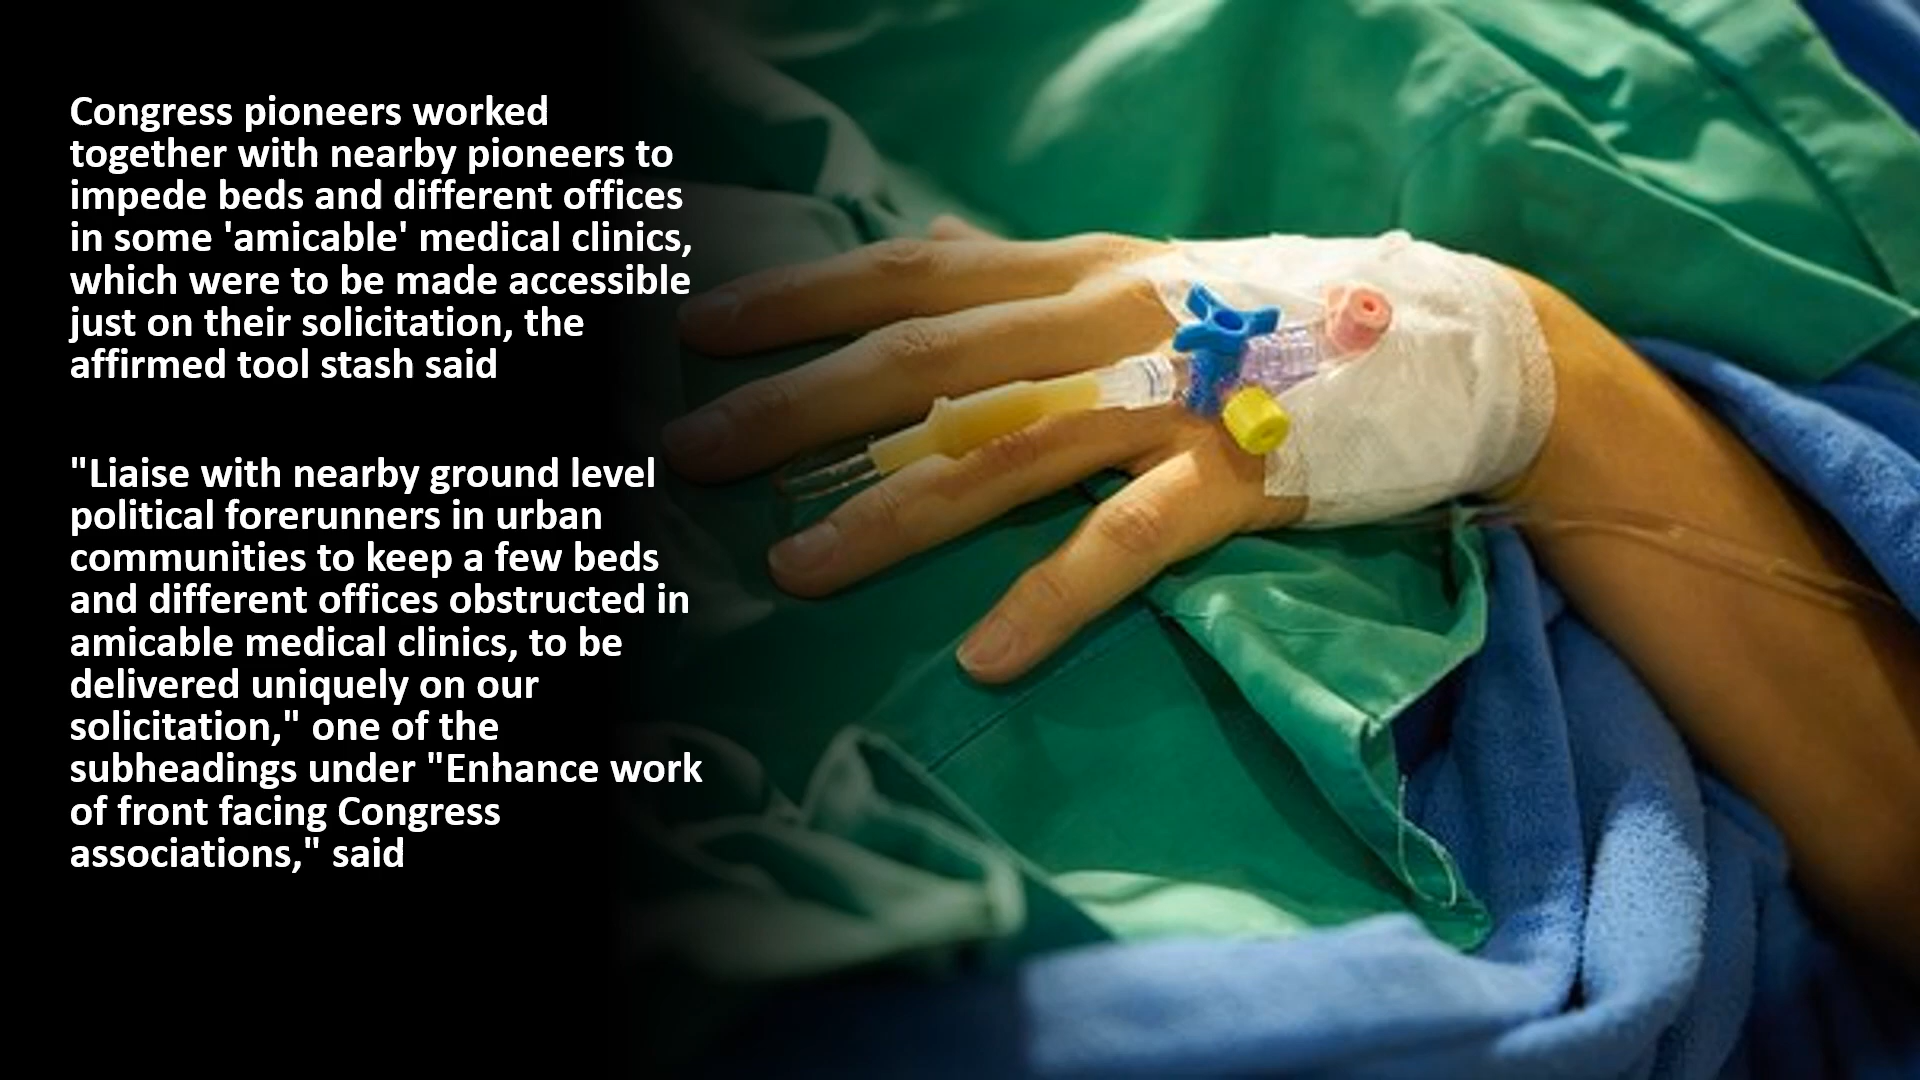 Congress pioneers worked
together with nearby pioneers to
impede beds and different offices
in some 'amicable' medical clinics,
which were to be made accessible
just on their solicitation, the
affirmed tool stash said
"Liaise with nearby ground level
political forerunners in urban
communities to keep a few beds
and different offices obstructed in
amicable medical clinics, to be
delivered uniquely on our
solicitation," one of the
subheadings under "Enhance work
of front facing Congress
associations," said